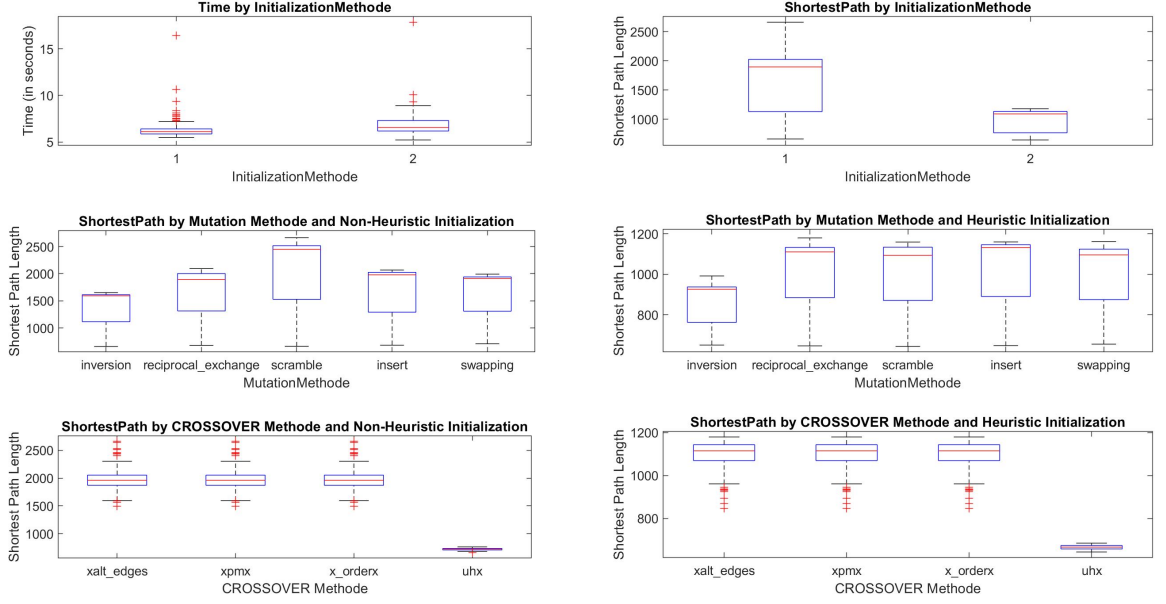 Time by InitializationMethode
Time (in seconds)
15
10
5
1
2
InitializationMethode
ShortestPath by InitializationMethode
Shortest Path Length
2500
2000
1500
1000
1
2
InitializationMethode
ShortestPath by Mutation Methode and Non-Heuristic Initialization
Shortest Path Length
2500
2000
1500
1000
inversion
reciprocal_exchange
scramble
insert
swapping
MutationMethode
ShortestPath by Mutation Methode and Heuristic Initialization
Shortest Path Length
1200
1000
800
inversion
reciprocal_exchange
scramble
insert
swapping
MutationMethode
ShortestPath by CROSSOVER Methode and Non-Heuristic Initialization
Shortest Path Length
2500
2000
1500
1000
xalt_edges
xpmx
x_orderx
uhx
CROSSOVER Methode
ShortestPath by CROSSOVER Methode and Heuristic Initialization
Shortest Path Length
1200
1000
800
xalt_edges
xpmx
x_orderx
uhx
CROSSOVER Methode